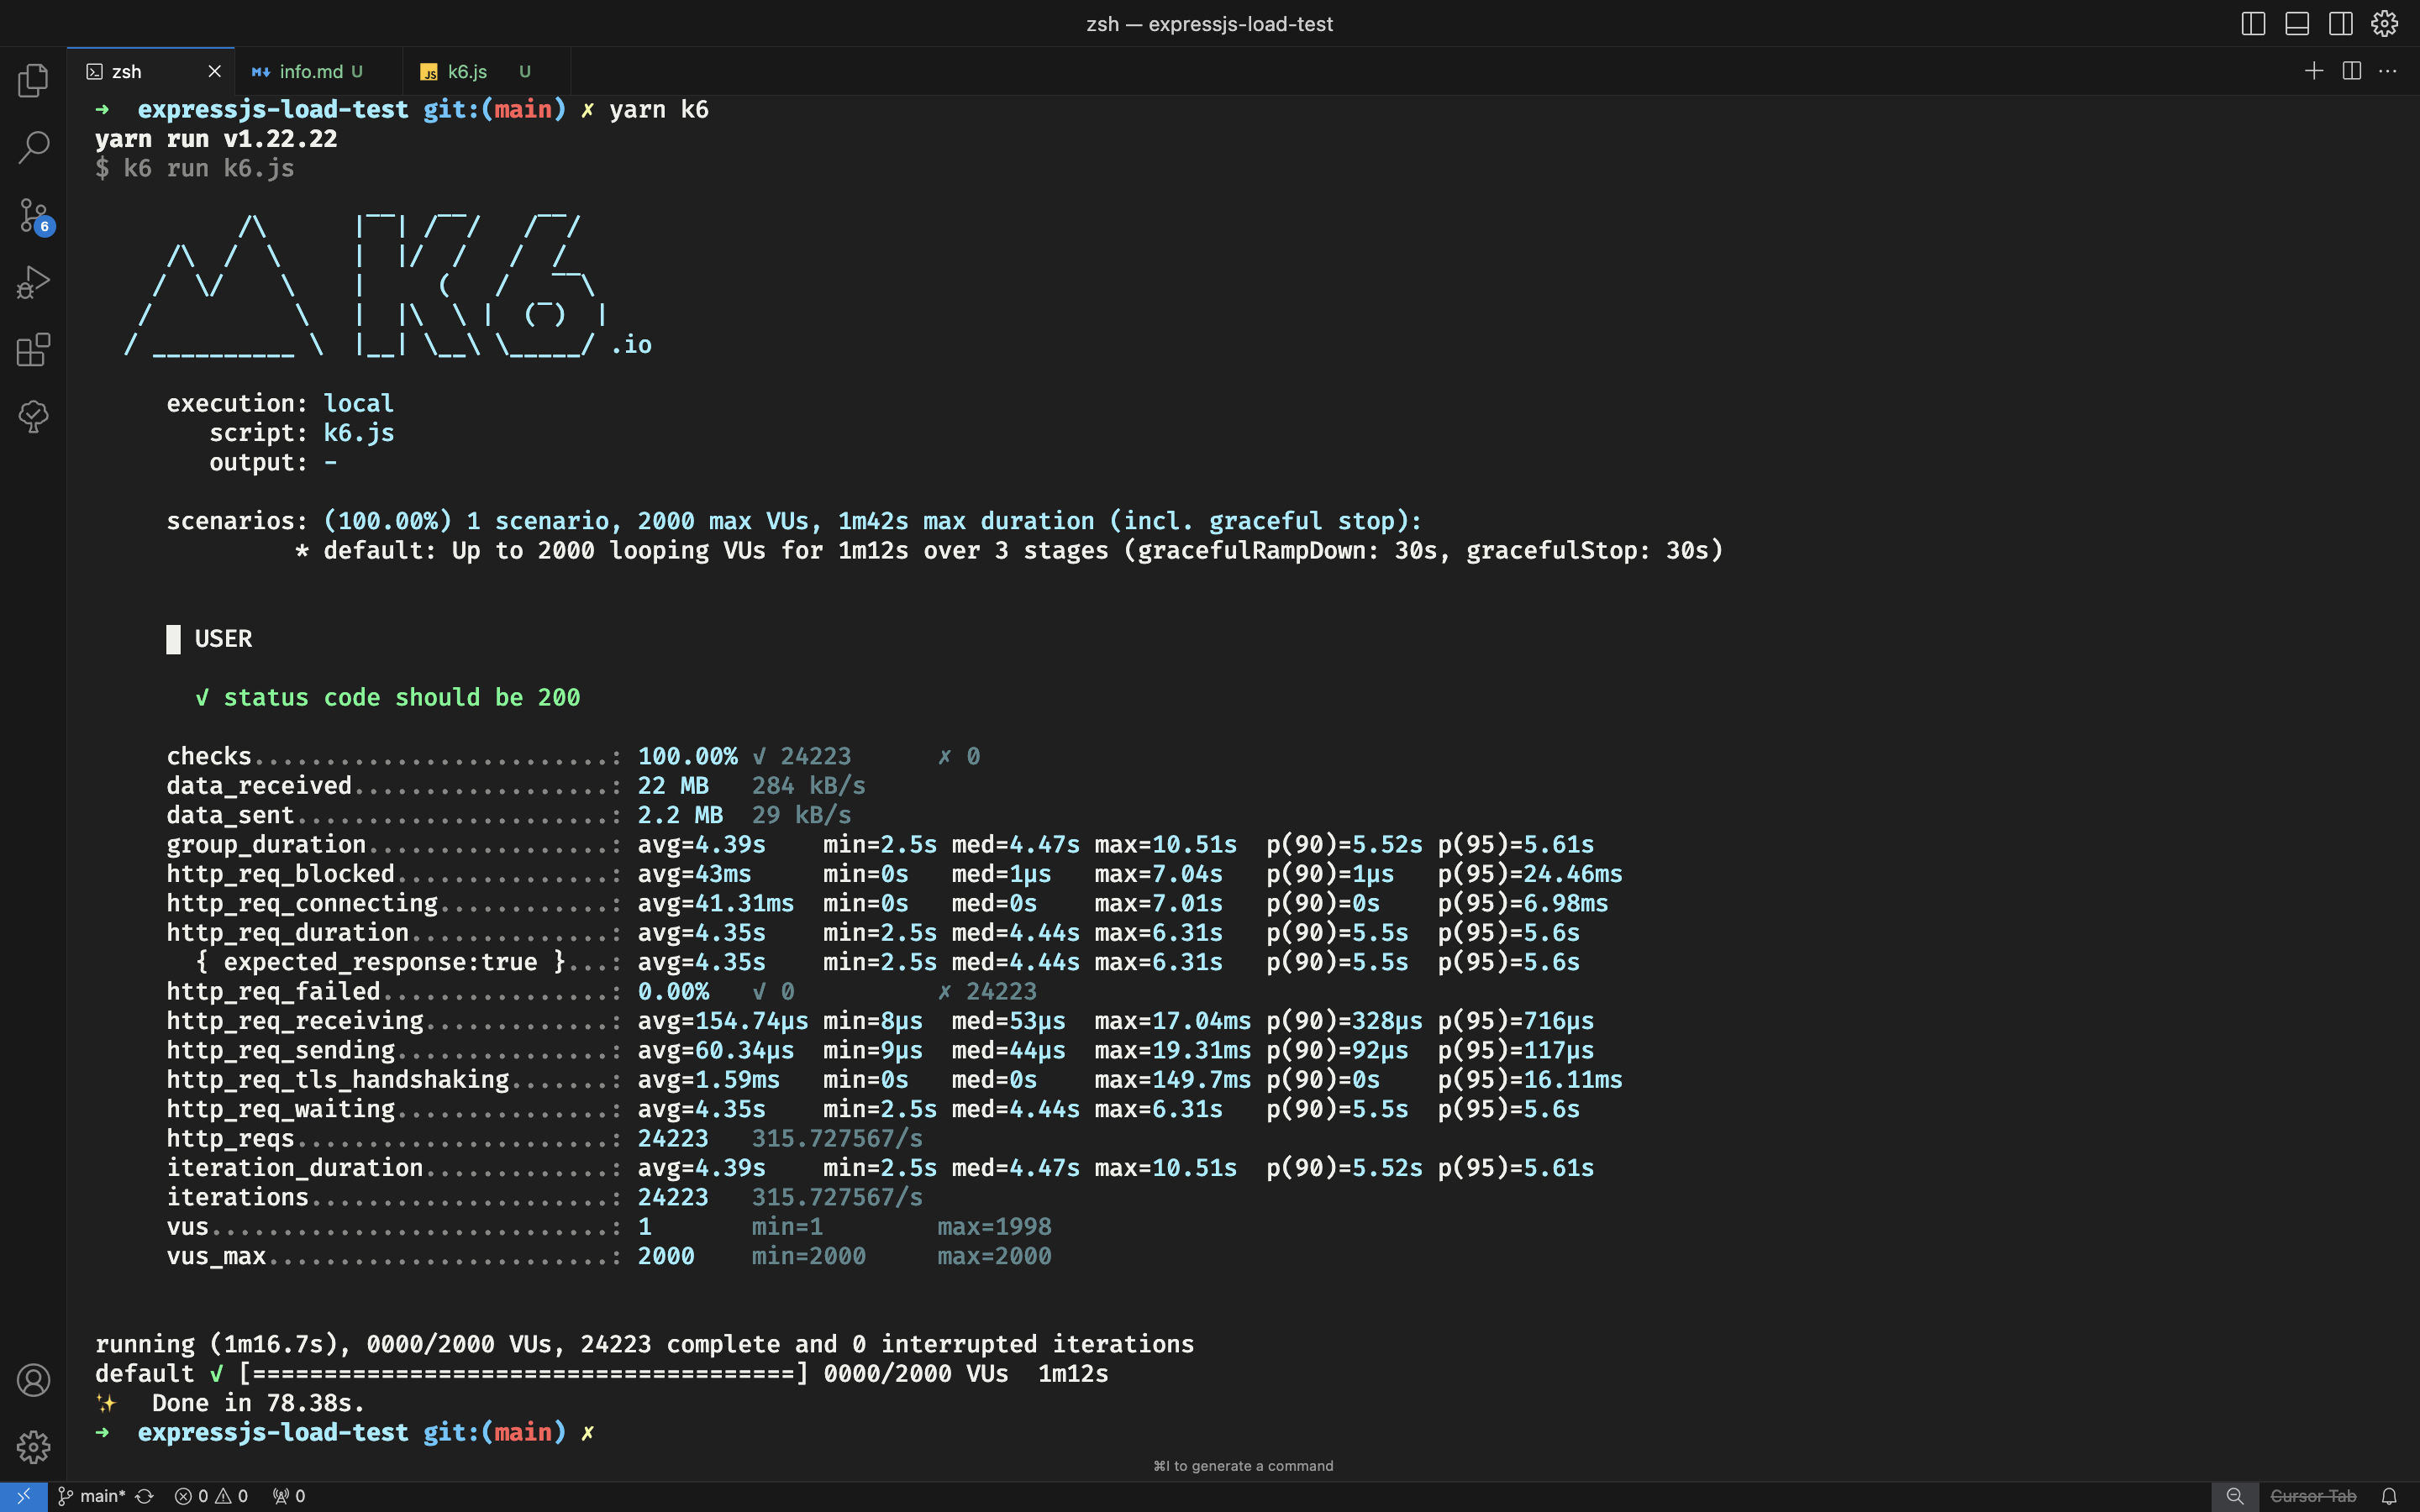 zsh — expressjs-load-test
zsh
info.md U
JS k6.js U
➜  expressjs-load-test git:(main) ✗ yarn k6
yarn run v1.22.22
$ k6 run k6.js
          /\      |‾‾| /‾‾/   /‾‾/
     /\  /  \     |  |/  /   /  /
    /  \/    \    |     (   /   ‾‾\
   /          \   |  |\  \ |  (‾)  |
  / __________ \  |__| \__\ \_____/ .io
     execution: local
        script: k6.js
        output: -
     scenarios: (100.00%) 1 scenario, 2000 max VUs, 1m42s max duration (incl. graceful stop):
              * default: Up to 2000 looping VUs for 1m12s over 3 stages (gracefulRampDown: 30s, gracefulStop: 30s)
     █ USER
       ✓ status code should be 200
     checks.........................: 100.00% ✓ 24223      ✗ 0
     data_received..................: 22 MB   284 kB/s
     data_sent......................: 2.2 MB  29 kB/s
     group_duration.................: avg=4.39s    min=2.5s med=4.47s max=10.51s  p(90)=5.52s p(95)=5.61s
     http_req_blocked...............: avg=43ms     min=0s   med=1µs   max=7.04s   p(90)=1µs   p(95)=24.46ms
     http_req_connecting............: avg=41.31ms  min=0s   med=0s    max=7.01s   p(90)=0s    p(95)=6.98ms
     http_req_duration..............: avg=4.35s    min=2.5s med=4.44s max=6.31s   p(90)=5.5s  p(95)=5.6s
       { expected_response:true }...: avg=4.35s    min=2.5s med=4.44s max=6.31s   p(90)=5.5s  p(95)=5.6s
     http_req_failed................: 0.00%   ✓ 0          ✗ 24223
     http_req_receiving.............: avg=154.74µs min=8µs  med=53µs  max=17.04ms p(90)=328µs p(95)=716µs
     http_req_sending...............: avg=60.34µs  min=9µs  med=44µs  max=19.31ms p(90)=92µs  p(95)=117µs
     http_req_tls_handshaking.......: avg=1.59ms   min=0s   med=0s    max=149.7ms p(90)=0s    p(95)=16.11ms
     http_req_waiting...............: avg=4.35s    min=2.5s med=4.44s max=6.31s   p(90)=5.5s  p(95)=5.6s
     http_reqs......................: 24223   315.727567/s
     iteration_duration.............: avg=4.39s    min=2.5s med=4.47s max=10.51s  p(90)=5.52s p(95)=5.61s
     iterations.....................: 24223   315.727567/s
     vus............................: 1       min=1        max=1998
     vus_max........................: 2000    min=2000     max=2000
running (1m16.7s), 0000/2000 VUs, 24223 complete and 0 interrupted iterations
default ✓ [======================================] 0000/2000 VUs  1m12s
✨  Done in 78.38s.
➜  expressjs-load-test git:(main) ✗
⌘I to generate a command
6
main* 0 0 0
Cursor Tab